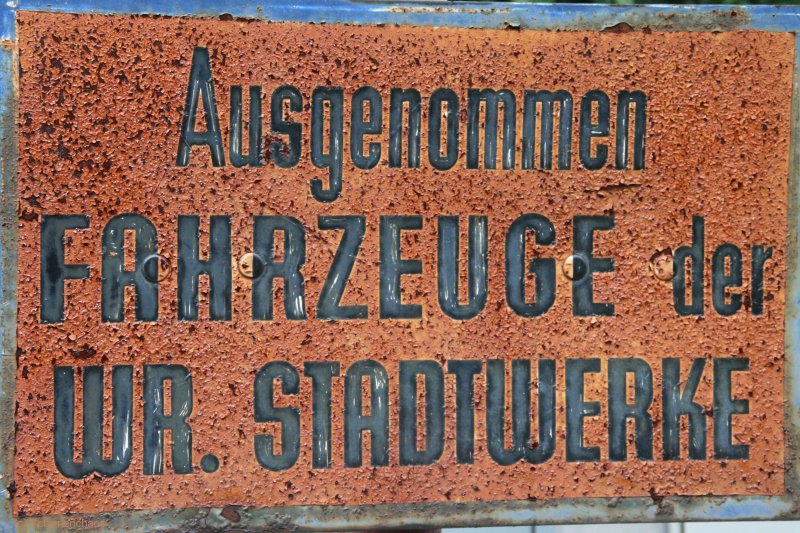 Ausgenommen
FAHRZEUGE der
WR. STADTWERKE